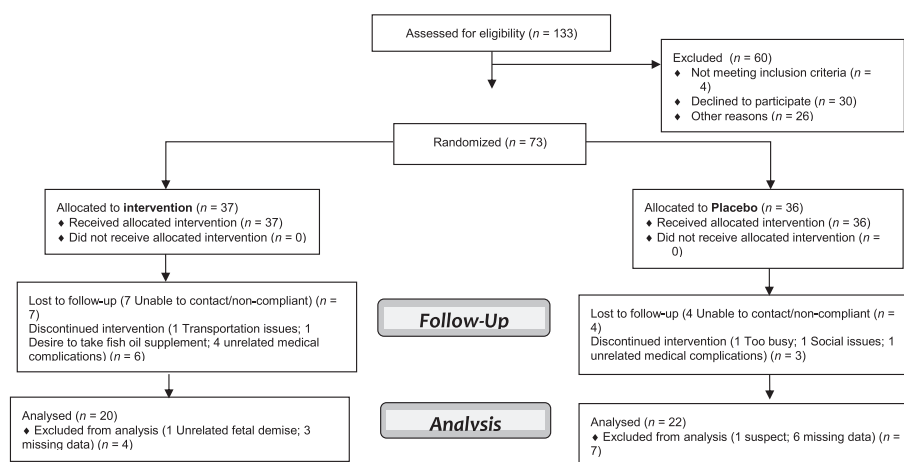 Assessed for eligibility (n = 133)
Excluded (n = 60)
♦ Not meeting inclusion criteria (n =
4)
♦ Declined to participate (n = 30)
♦ Other reasons (n = 26)
Randomized (n = 73)
Allocated to intervention (n = 37)
♦ Received allocated intervention (n = 37)
♦ Did not receive allocated intervention (n = 0)
Allocated to Placebo (n = 36)
♦ Received allocated intervention (n = 36)
♦ Did not receive allocated intervention (n =
0)
Lost to follow-up (7 Unable to contact/non-compliant) (n =
7)
Discontinued intervention (1 Transportation issues; 1
Desire to take fish oil supplement; 4 unrelated medical
complications) (n = 6)
Follow-Up
Lost to follow-up (4 Unable to contact/non-compliant (n =
4)
Discontinued intervention (1 Too busy; 1 Social issues; 1
unrelated medical complications) (n = 3)
Analysed (n = 20)
♦ Excluded from analysis (1 Unrelated fetal demise; 3
missing data) (n = 4)
Analysis
Analysed (n = 22)
♦ Excluded from analysis (1 suspect; 6 missing data) (n =
7)